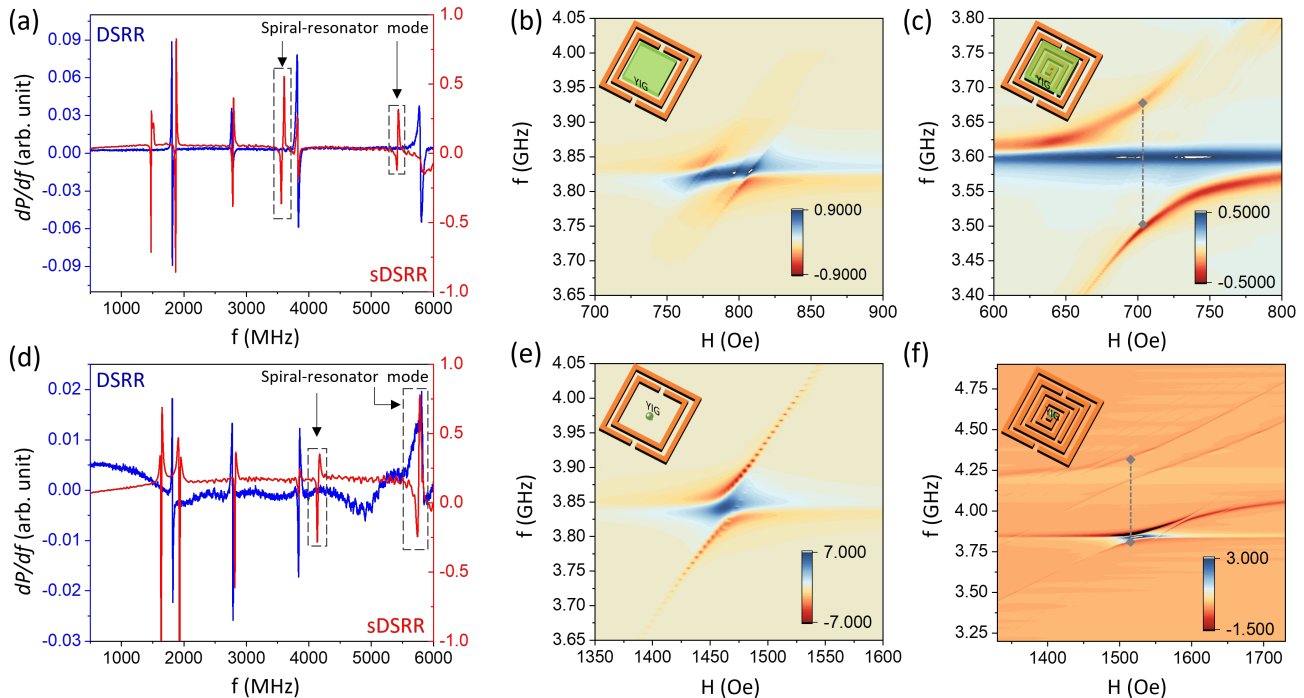 (a)
DSRR
Spiral-resonator mode
sDSRR
dP/df (arb. unit)
0.09
0.06
0.03
0.00
-0.03
-0.06
-0.09
1.0
0.5
0.0
-0.5
-1.0
1000 2000 3000 4000 5000 6000
f (MHz)
(b)
YIG
f (GHz)
4.05
4.00
3.95
3.90
3.85
3.80
3.75
3.70
3.65
0.9000
-0.9000
700 750 800 850 900
H (Oe)
(c)
YIG
f (GHz)
3.80
3.75
3.70
3.65
3.60
3.55
3.50
3.45
3.40
0.5000
-0.5000
600 650 700 750 800
H (Oe)
(d)
DSRR
Spiral-resonator mode
sDSRR
dP/df (arb. unit)
0.02
0.01
0.00
-0.01
-0.02
-0.03
1.0
0.5
0.0
0.5
-1.0
1000 2000 3000 4000 5000 6000
f (MHz)
(e)
YIG
f (GHz)
4.05
4.00
3.95
3.90
3.85
3.80
3.75
3.70
3.65
7.000
-7.000
1350 1400 1450 1500 1550 1600
H (Oe)
(f)
YIG
f (GHz)
4.75
4.50
4.25
4.00
3.75
3.50
3.25
3.000
-1.500
1400 1500 1600 1700
H (Oe)